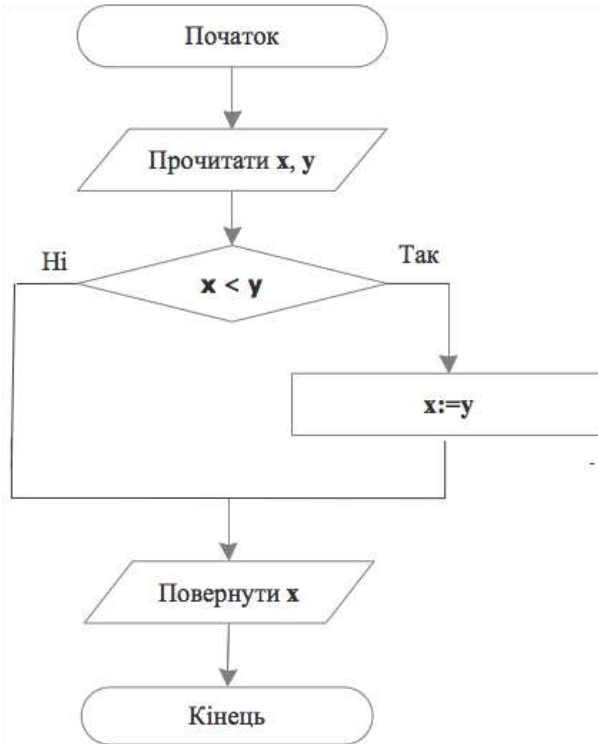 Початок
Прочитати x, y
Ні
Так
x < y
x:=y
-
Повернути x
Кінець